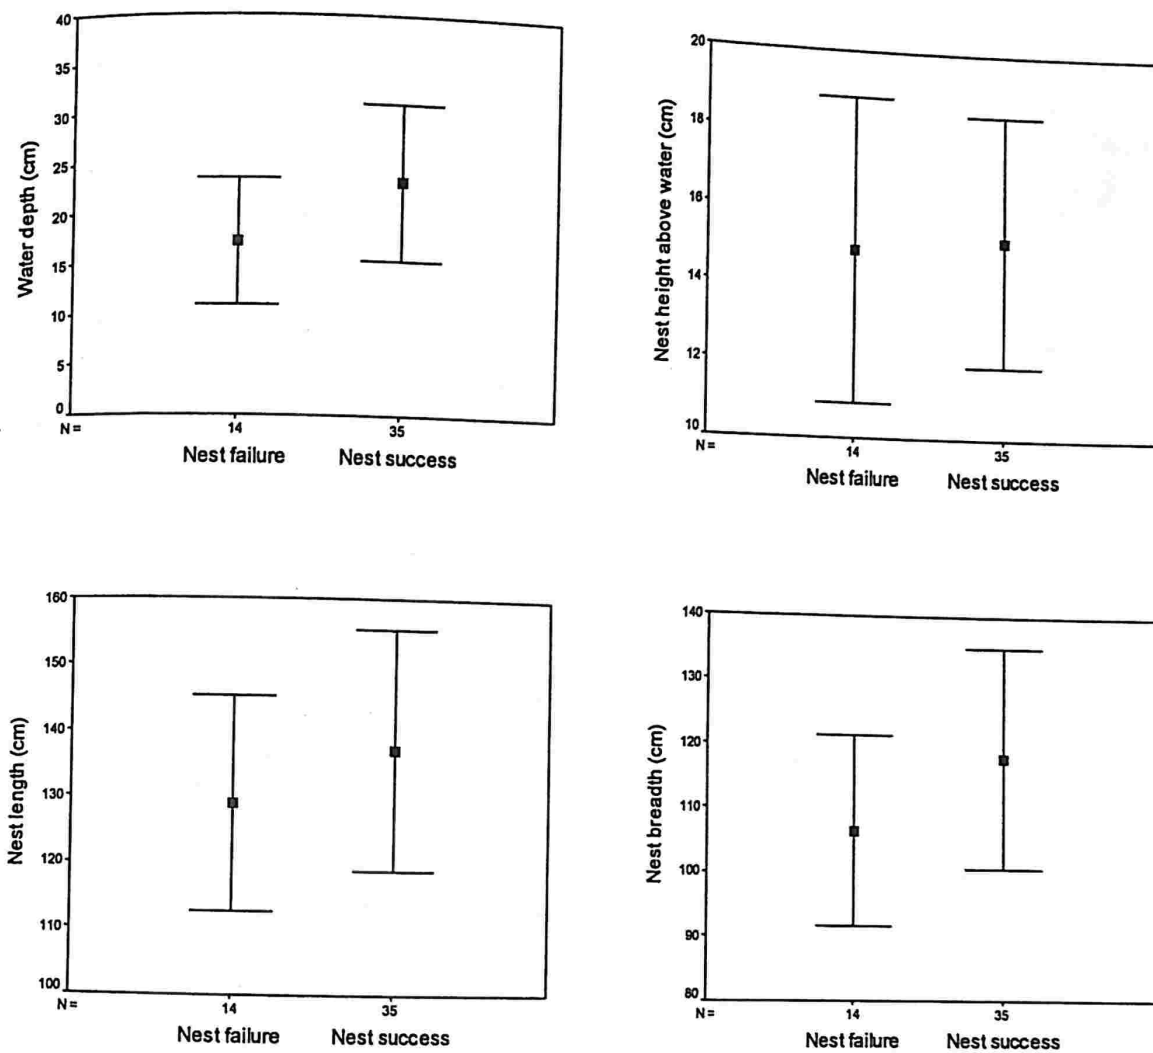 Water depth (cm)
40
35
30
25
20
15
10
5
0
N =
14
35
Nest failure
Nest success
Nest height above water (cm)
20
18
16
14
12
10
N =
14
35
Nest failure
Nest success
Nest length (cm)
160
150
140
130
120
110
100
N =
14
35
Nest failure
Nest success
Nest breadth (cm)
140
130
120
110
100
90
80
N =
14
35
Nest failure
Nest success